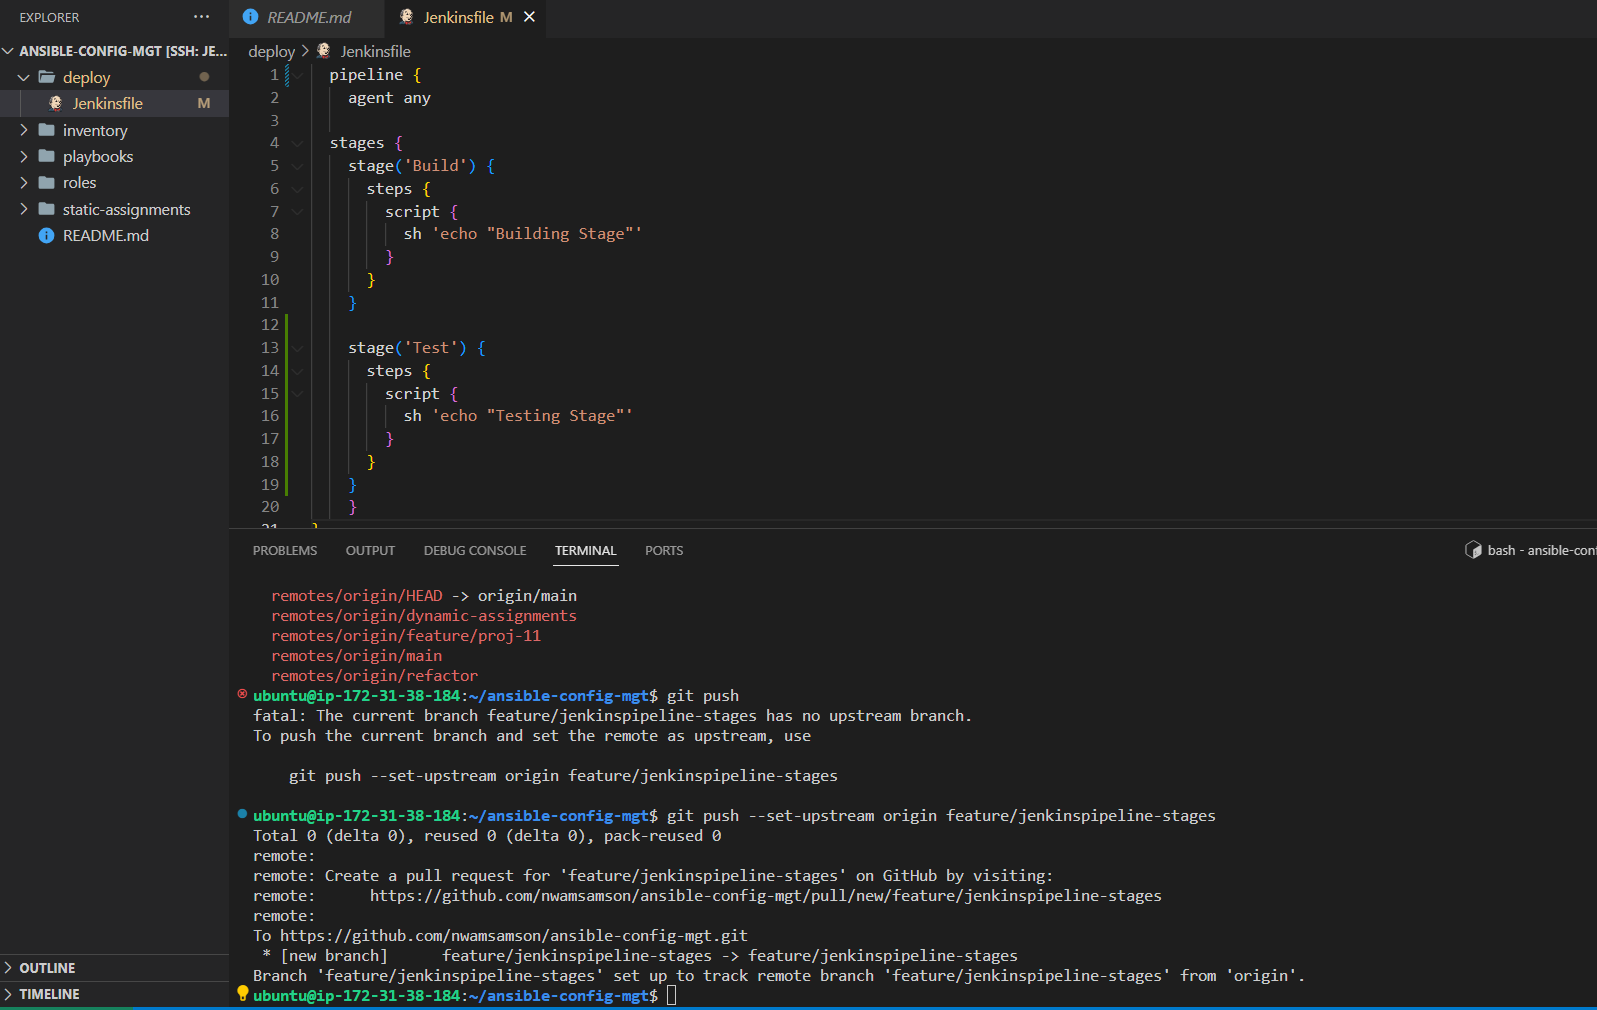 EXPLORER
ANSIBLE-CONFIG-MGT [SSH: JE...
deploy
Jenkinsfile M
inventory
playbooks
roles
static-assignments
README.md
OUTLINE
TIMELINE
README.md
Jenkinsfile M
deploy > Jenkinsfile
1 pipeline {
2 agent any
3
4 stages {
5 stage('Build') {
6 steps {
7 script {
8 sh 'echo "Building Stage"'
9 }
10 }
11 }
12
13 stage('Test') {
14 steps {
15 script {
16 sh 'echo "Testing Stage"'
17 }
18 }
19 }
20 }
21 }
PROBLEMS OUTPUT DEBUG CONSOLE TERMINAL PORTS
bash - ansible-conf
remotes/origin/HEAD -> origin/main
remotes/origin/dynamic-assignments
remotes/origin/feature/proj-11
remotes/origin/main
remotes/origin/refactor
ubuntu@ip-172-31-38-184:~/ansible-config-mgt$ git push
fatal: The current branch feature/jenkinspipeline-stages has no upstream branch.
To push the current branch and set the remote as upstream, use
git push --set-upstream origin feature/jenkinspipeline-stages
ubuntu@ip-172-31-38-184:~/ansible-config-mgt$ git push --set-upstream origin feature/jenkinspipeline-stages
Total 0 (delta 0), reused 0 (delta 0), pack-reused 0
remote:
remote: Create a pull request for 'feature/jenkinspipeline-stages' on GitHub by visiting:
remote: https://github.com/nwamsamson/ansible-config-mgt/pull/new/feature/jenkinspipeline-stages
remote:
To https://github.com/nwamsamson/ansible-config-mgt.git
* [new branch] feature/jenkinspipeline-stages -> feature/jenkinspipeline-stages
Branch 'feature/jenkinspipeline-stages' set up to track remote branch 'feature/jenkinspipeline-stages' from 'origin'.
ubuntu@ip-172-31-38-184:~/ansible-config-mgt$